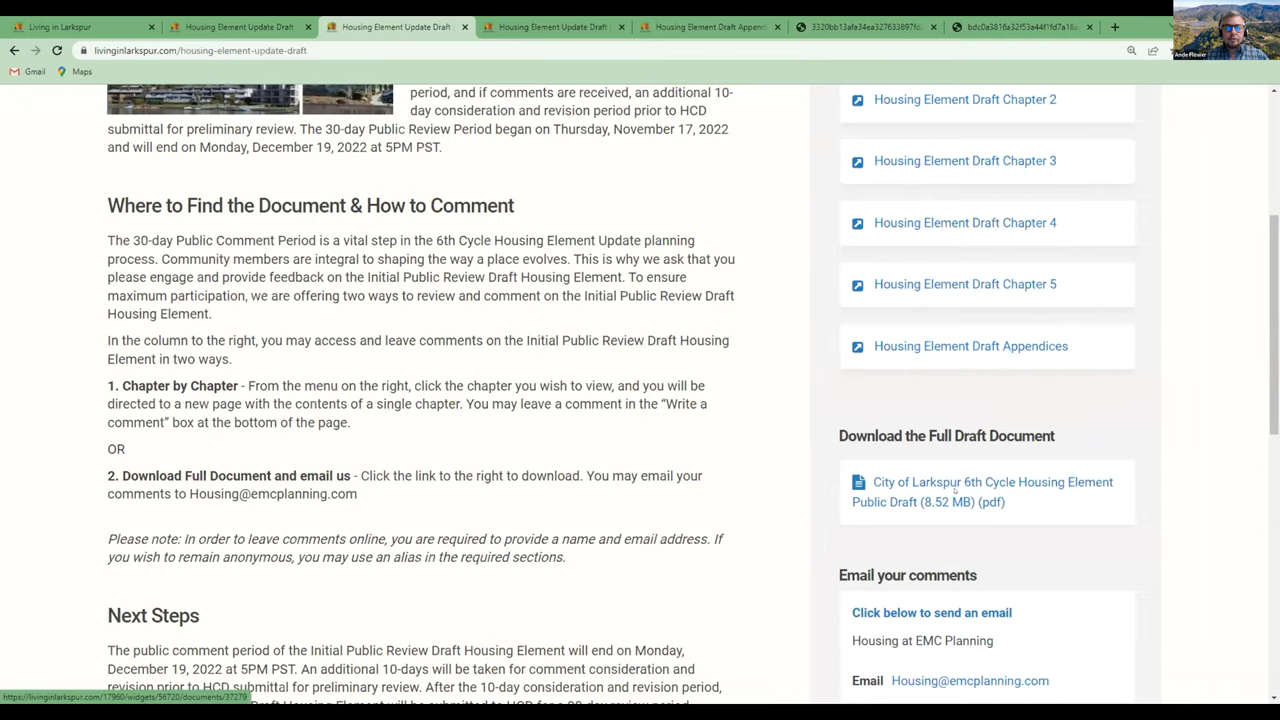 Living in Larkspur
Housing Element Update Draft
Housing Element Update Draft
Housing Element Update Draft
Housing Element Draft Append
livinginlarkspur.com/housing-element-update-draft
Gmail
Maps
Ande Flower
period, and if comments are received, an additional 10-
day consideration and revision period prior to HCD
submittal for preliminary review. The 30-day Public Review Period began on Thursday, November 17, 2022
and will end on Monday, December 19, 2022 at 5PM PST.
Where to Find the Document & How to Comment
The 30-day Public Comment Period is a vital step in the 6th Cycle Housing Element Update planning
process. Community members are integral to shaping the way a place evolves. This is why we ask that you
please engage and provide feedback on the Initial Public Review Draft Housing Element. To ensure
maximum participation, we are offering two ways to review and comment on the Initial Public Review Draft
Housing Element.
In the column to the right, you may access and leave comments on the Initial Public Review Draft Housing
Element in two ways.
1. Chapter by Chapter - From the menu on the right, click the chapter you wish to view, and you will be
directed to a new page with the contents of a single chapter. You may leave a comment in the “Write a
comment” box at the bottom of the page.
OR
2. Download Full Document and email us - Click the link to the right to download. You may email your
comments to Housing@emcplanning.com
Please note: In order to leave comments online, you are required to provide a name and email address. If
you wish to remain anonymous, you may use an alias in the required sections.
Next Steps
The public comment period of the Initial Public Review Draft Housing Element will end on Monday,
December 19, 2022 at 5PM PST. An additional 10-days will be taken for comment consideration and
revision prior to HCD submittal for preliminary review. After the 10-day consideration and revision period,
https://livinginlarkspur.com/17960/widgets/56720/documents/37279
Housing Element Draft Chapter 2
Housing Element Draft Chapter 3
Housing Element Draft Chapter 4
Housing Element Draft Chapter 5
Housing Element Draft Appendices
Download the Full Draft Document
City of Larkspur 6th Cycle Housing Element
Public Draft (8.52 MB) (pdf)
Email your comments
Click below to send an email
Housing at EMC Planning
Email Housing@emcplanning.com